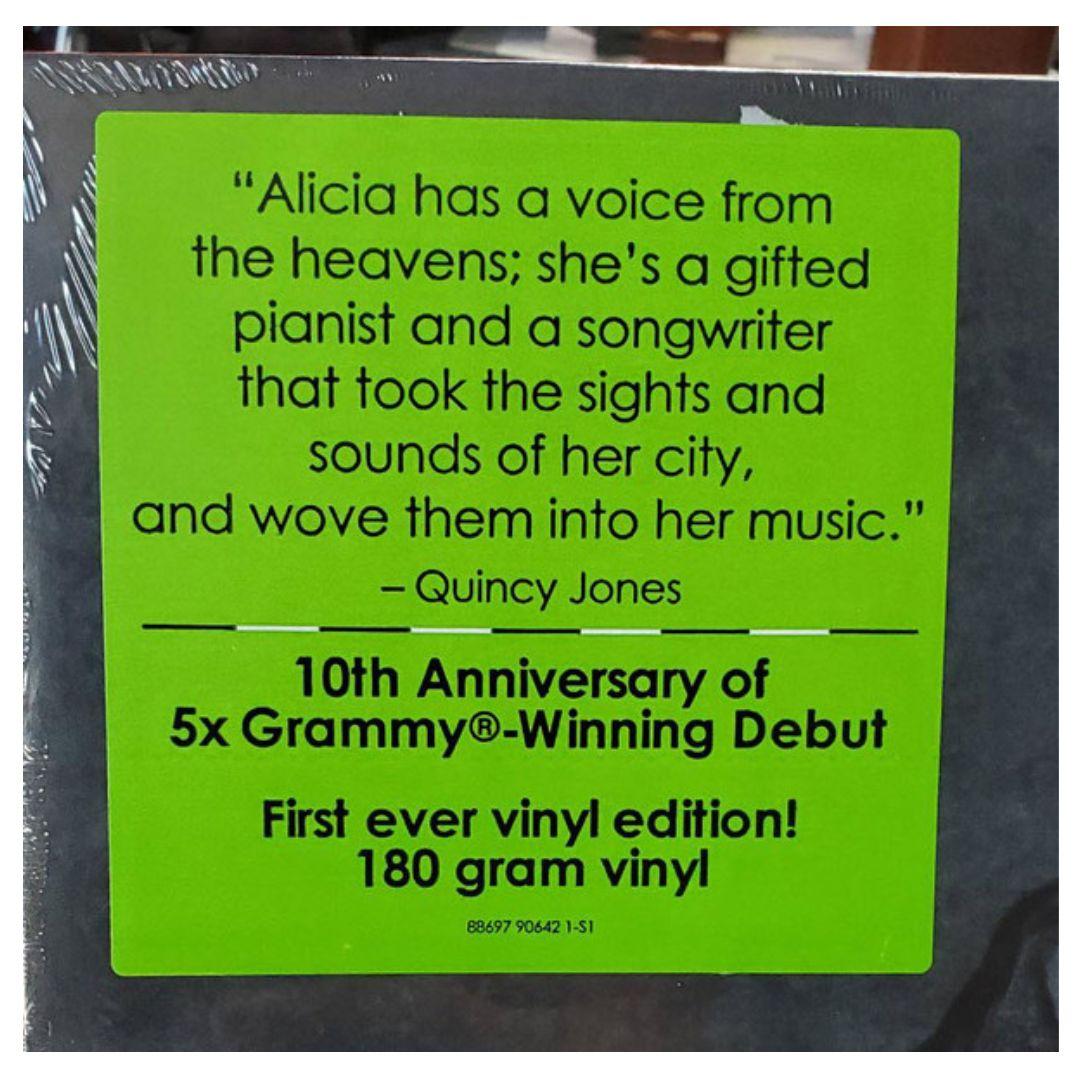 “Alicia has a voice from
the heavens; she’s a gifted
pianist and a songwriter
that took the sights and
sounds of her city,
and wove them into her music.”
– Quincy Jones
10th Anniversary of
5x Grammy®-Winning Debut
First ever vinyl edition!
180 gram vinyl
88697 90642 1-S1